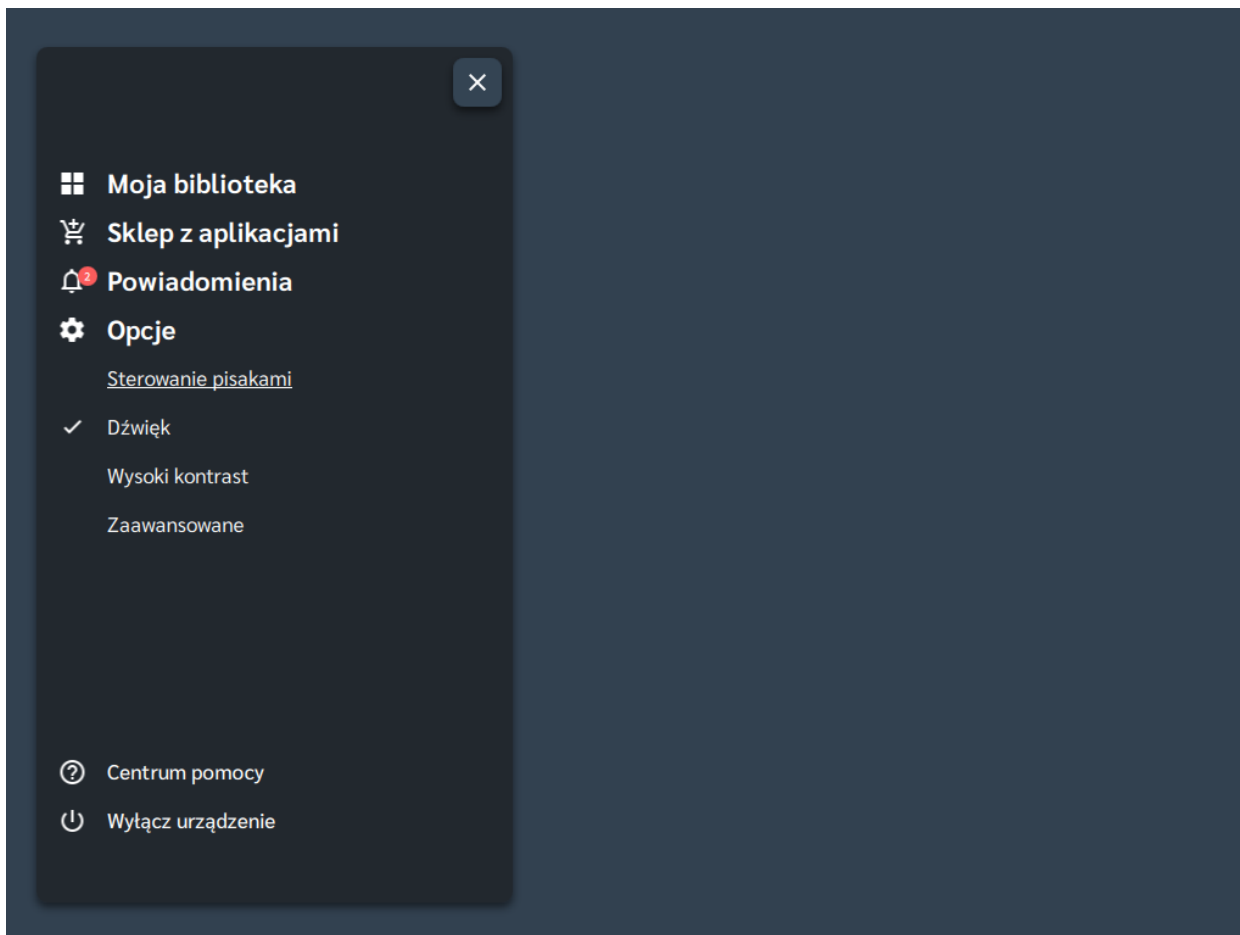 Moja biblioteka
Sklep z aplikacjami
2
Powiadomienia
Opcje
Sterowanie pisakami
Dźwięk
Wysoki kontrast
Zaawansowane
Centrum pomocy
Wyłącz urządzenie